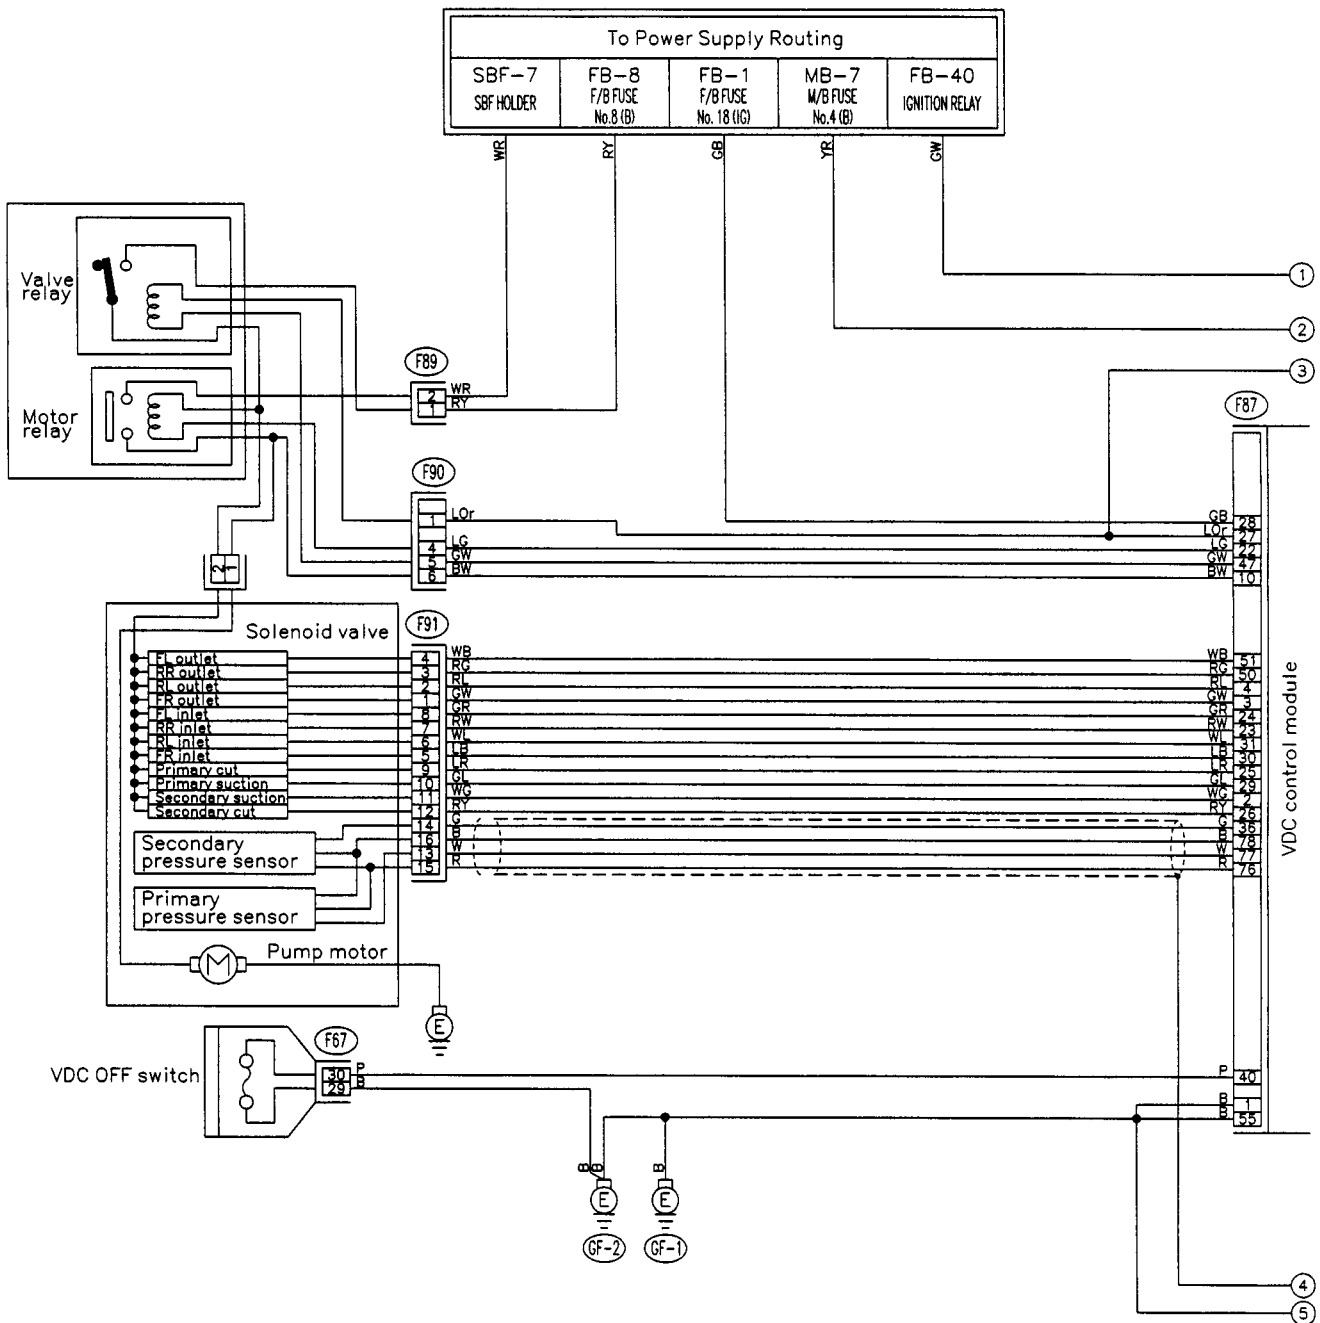 To Power Supply Routing
SBF-7
SBF HOLDER
FB-8
F/B FUSE
No.8 (B)
FB-1
F/B FUSE
No. 18 (IG)
MB-7
M/B FUSE
No.4 (B)
FB-40
IGNITION RELAY
WR
RY
GB
YR
GW
1
2
3
Valve
relay
Motor
relay
F89
2 WR
1 RY
F87
F90
1 LOr
4 LG
5 GW
6 BW
GB 28
LOr 27
LG 22
GW 47
BW 10
2 1
Solenoid valve
F91
FL outlet 4 WB WB 51
RR outlet 3 RG RG 50
RL outlet 2 RL RL 4
FR outlet 1 GW GW 3
FL inlet 8 GR GR 24
RR inlet 7 RW RW 23
RL inlet 6 WL WL 31
FR inlet 5 LB LB 30
Primary cut 9 LR LR 25
Primary suction 10 GL GL 29
Secondary suction 11 WG WG 2
Secondary cut 12 RY RY 26
14 G G 36
16 B B 78
13 W W 77
15 R R 76
Secondary
pressure sensor
Primary
pressure sensor
VDC control module
Pump motor
M
E
VDC OFF switch
F67
30 P P 40
29 B
B 1
B 55
B B B
E E
GF-2 GF-1
4
5